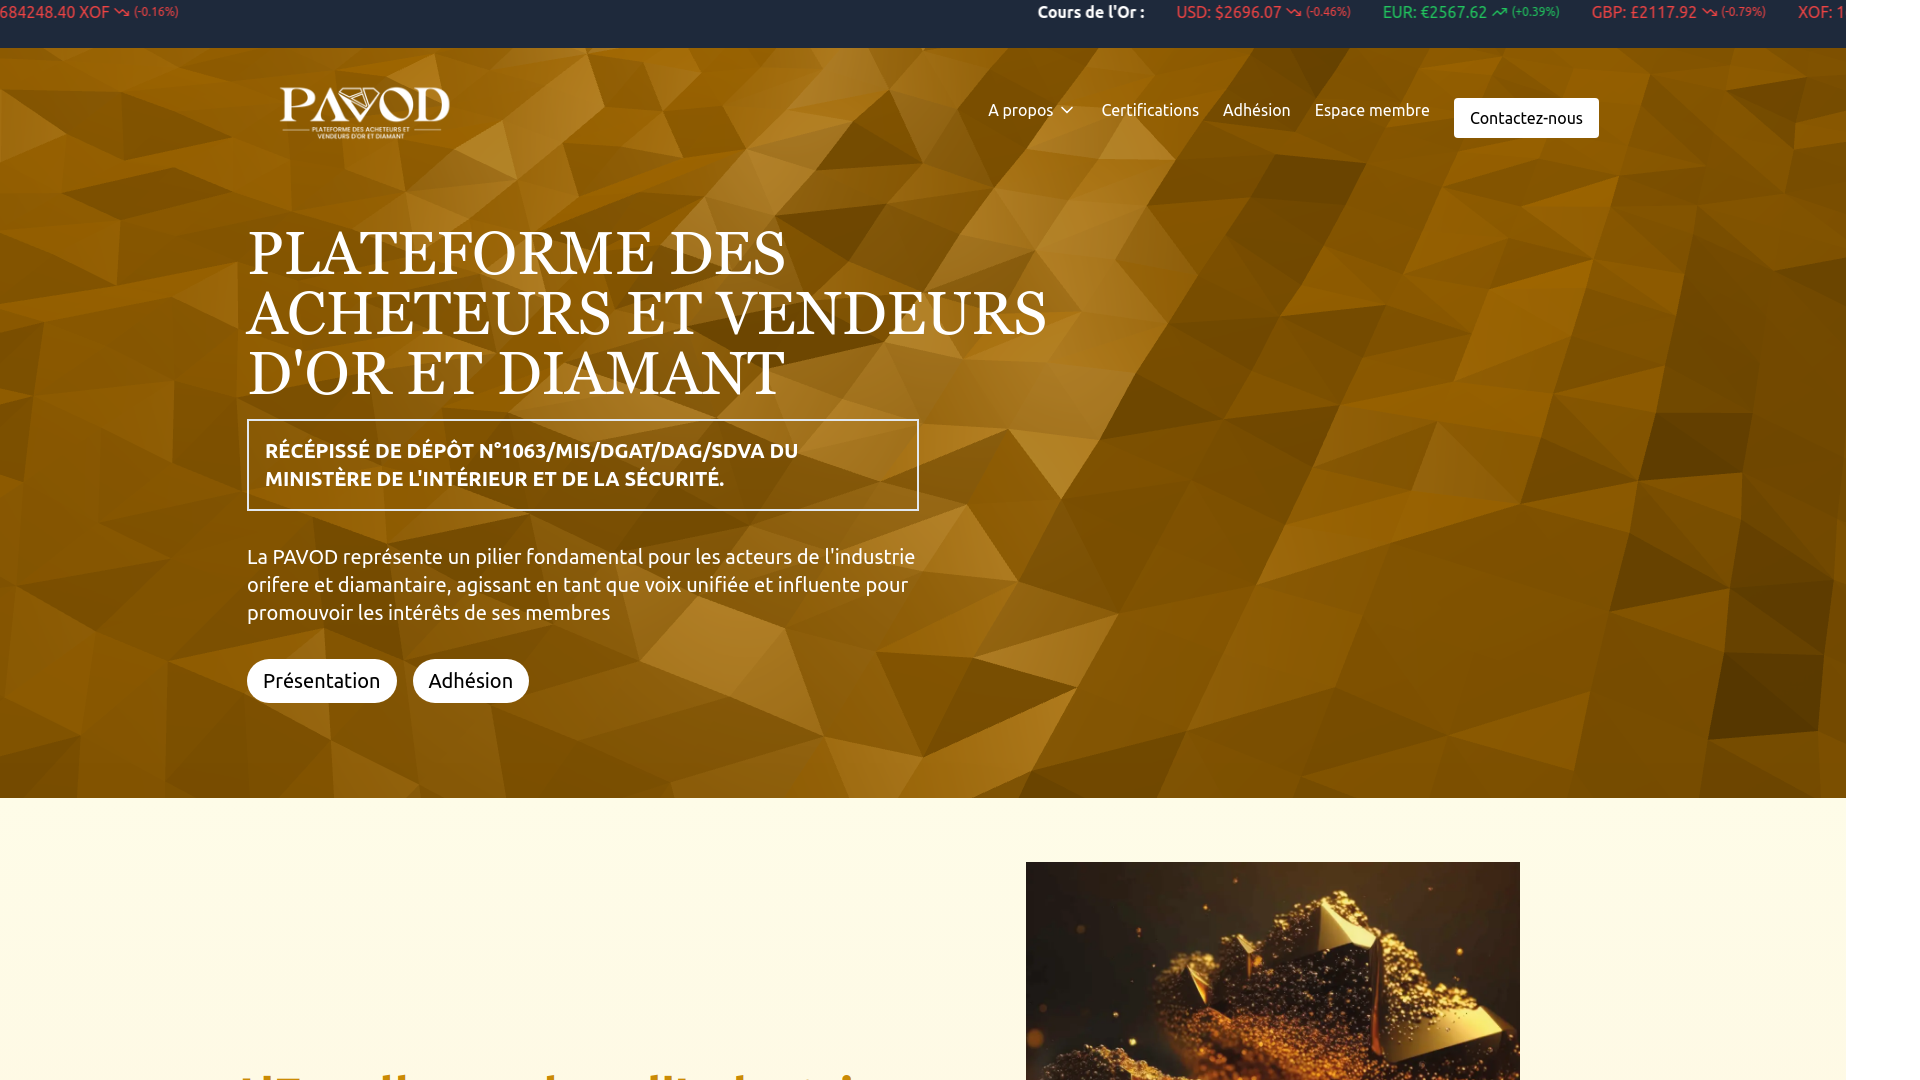 684248.40 XOF (-0.16%)
Cours de l'Or : USD: $2696.07 (-0.46%) EUR: €2567.62 (+0.39%) GBP: £2117.92 (-0.79%) XOF: 1
PAVOD
PLATEFORME DES ACHETEURS ET
VENDEURS D'OR ET DIAMANT
A propos
Certifications
Adhésion
Espace membre
Contactez-nous
PLATEFORME DES
ACHETEURS ET VENDEURS
D'OR ET DIAMANT
RÉCÉPISSÉ DE DÉPÔT N°1063/MIS/DGAT/DAG/SDVA DU
MINISTÈRE DE L'INTÉRIEUR ET DE LA SÉCURITÉ.
La PAVOD représente un pilier fondamental pour les acteurs de l'industrie
orifere et diamantaire, agissant en tant que voix unifiée et influente pour
promouvoir les intérêts de ses membres
Présentation
Adhésion